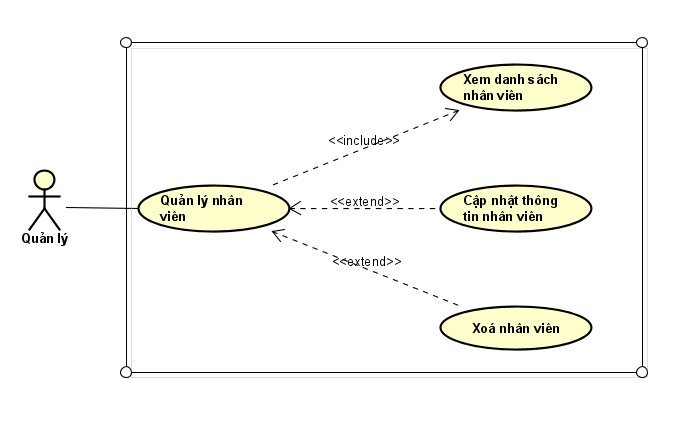 Xem danh sách
nhân viên
<<include>>
Quản lý nhân
viên
<<extend>>
Cập nhật thông
tin nhân viên
Quản lý
<<extend>>
Xoá nhân viên